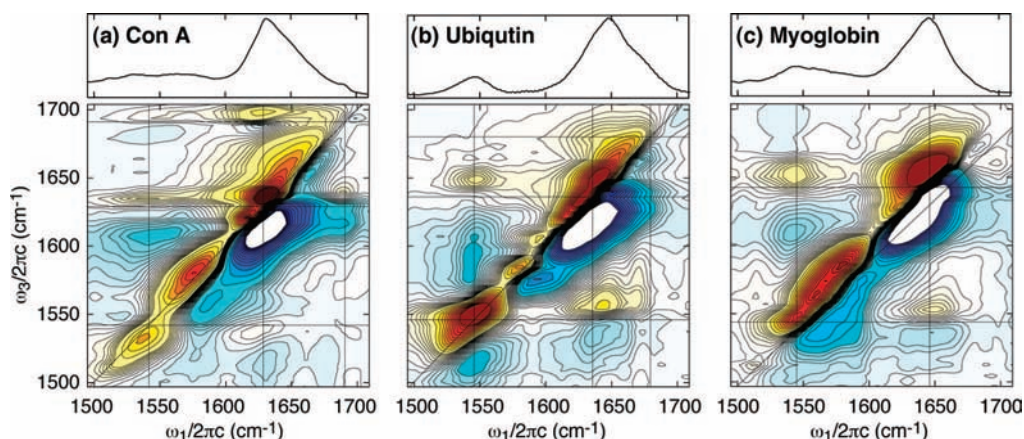 (a) Con A
(b) Ubiqutin
(c) Myoglobin
1700
1650
1600
1550
1500
ω3/2πc (cm-1)
1500 1550 1600 1650 1700
1500 1550 1600 1650 1700
1500 1550 1600 1650 1700
ω1/2πc (cm-1)
ω1/2πc (cm-1)
ω1/2πc (cm-1)